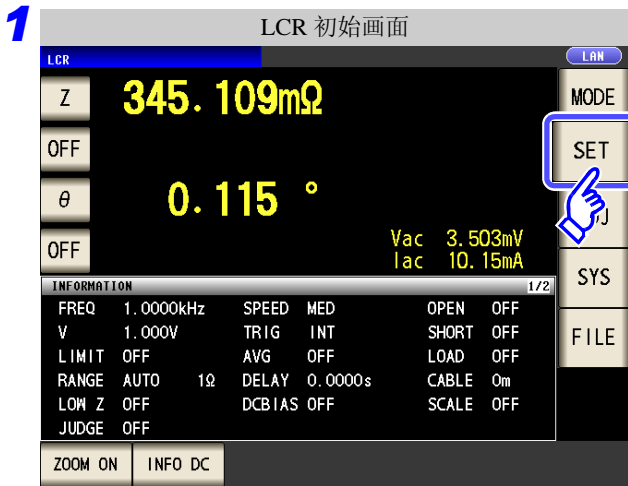 1
LCR 初始画面
LCR
LAN
Z
345.109mΩ
MODE
OFF
SET
θ
0.115 °
OFF
Vac 3.503mV
Iac 10.15mA
SYS
INFORMATION 1/2
FREQ 1.0000kHz SPEED MED OPEN OFF
V 1.000V TRIG INT SHORT OFF
FILE
LIMIT OFF AVG OFF LOAD OFF
RANGE AUTO 1Ω DELAY 0.0000s CABLE 0m
LOW Z OFF DCBIAS OFF SCALE OFF
JUDGE OFF
ZOOM ON INFO DC